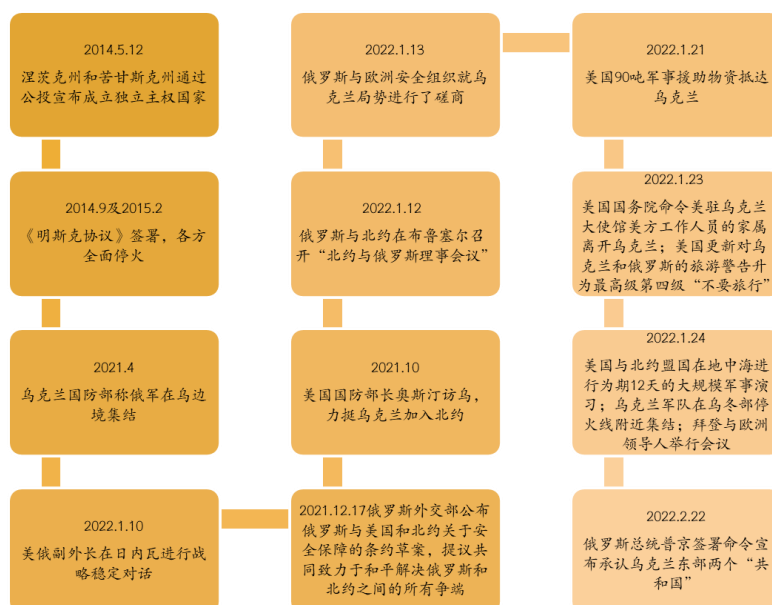 2014.5.12
涅茨克州和苦甘斯克州通过
公投宣布成立独立主权国家
2014.9及2015.2
《明斯克协议》签署，各方
全面停火
2021.4
乌克兰国防部称俄军在乌边
境集结
2022.1.10
美俄副外长在日内瓦进行战
略稳定对话
2021.12.17俄罗斯外交部公布
俄罗斯与美国和北约关于安
全保障的条约草案，提议共
同致力于和平解决俄罗斯和
北约之间的所有争端
2021.10
美国国防部长奥斯汀访乌，
力挺乌克兰加入北约
2022.1.12
俄罗斯与北约在布鲁塞尔召
开“北约与俄罗斯理事会议”
2022.1.13
俄罗斯与欧洲安全组织就乌
克兰局势进行了磋商
2022.1.21
美国90吨军事援助物资抵达
乌克兰
2022.1.23
美国国务院命令美驻乌克兰
大使馆美方工作人员的家属
离开乌克兰；美国更新对乌
克兰和俄罗斯的旅游警告升
为最高级第四级“不要旅行”
2022.1.24
美国与北约盟国在地中海进
行为期12天的大规模军事演
习；乌克兰军队在乌冬部停
火线附近集结；拜登与欧洲
领导人举行会议
2022.2.22
俄罗斯总统普京签署命令宣
布承认乌克兰东部两个“共
和国”